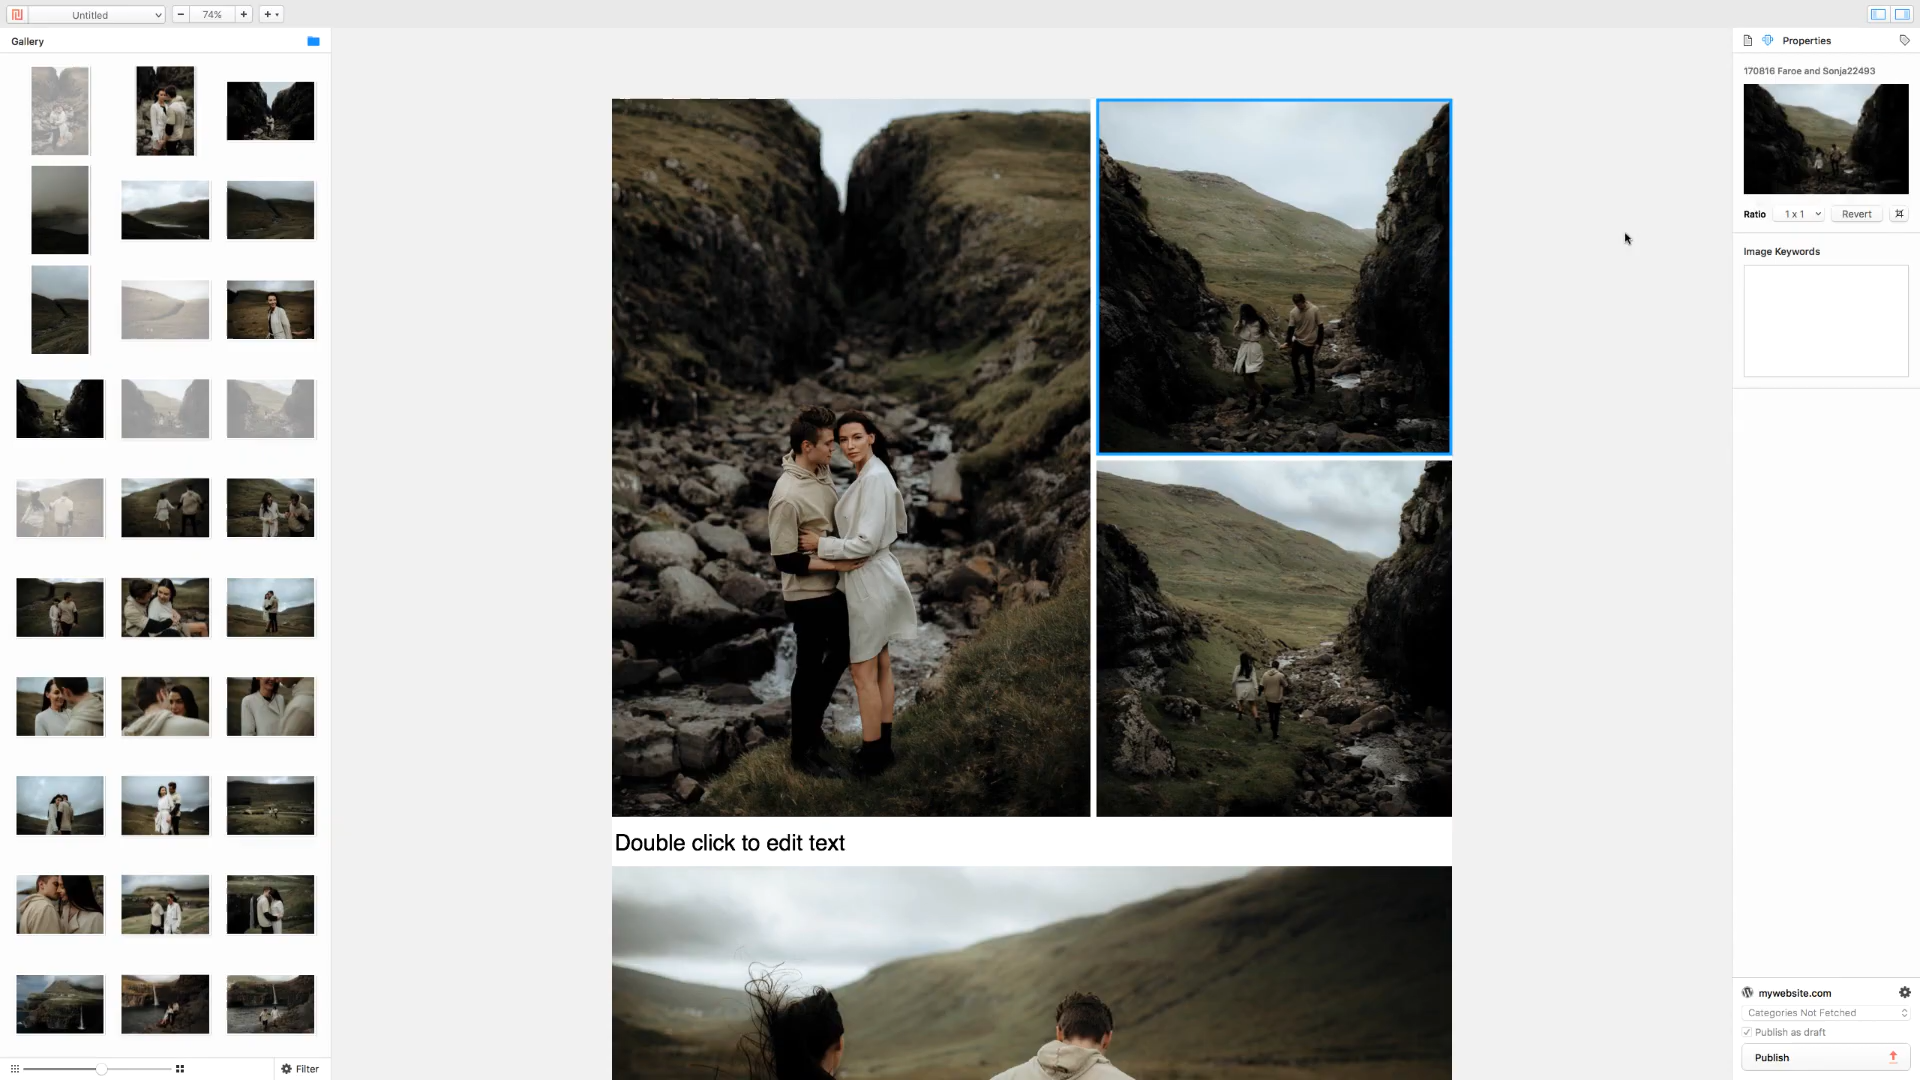 Untitled
74%
Gallery
Properties
170816 Faroe and Sonja22493
Ratio 1 x 1 Revert
Image Keywords
Double click to edit text
mywebsite.com
Categories Not Fetched
Publish as draft
Publish
Filter